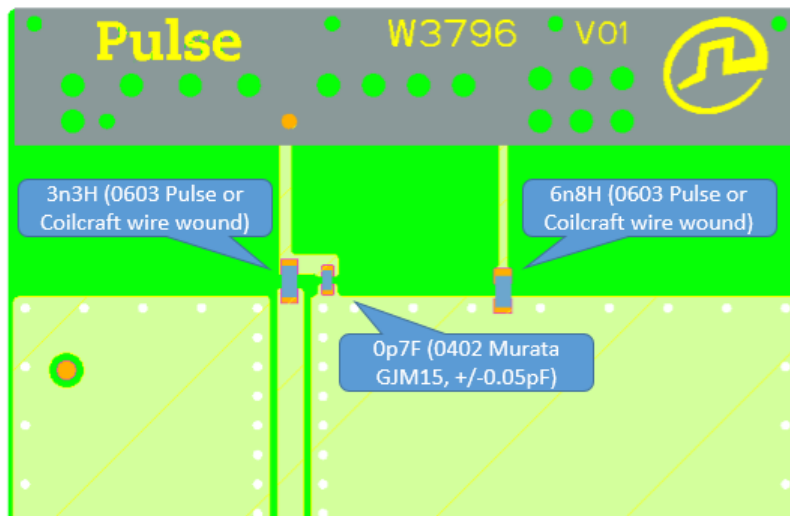 Pulse
W3796
V01
3n3H (0603 Pulse or
Coilcraft wire wound)
6n8H (0603 Pulse or
Coilcraft wire wound)
0p7F (0402 Murata
GJM15, +/-0.05pF)